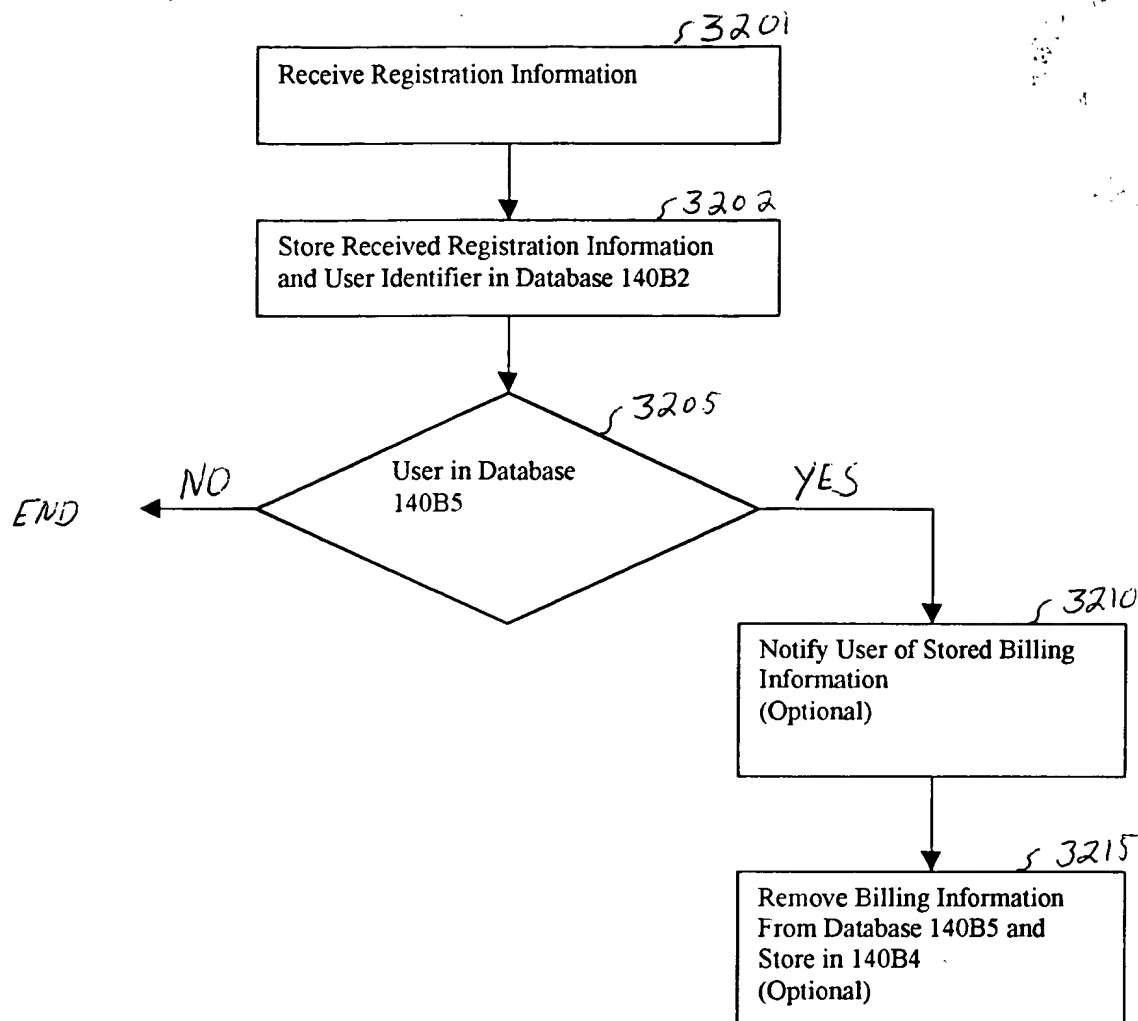 3201
Receive Registration Information
3202
Store Received Registration Information
and User Identifier in Database 140B2
3205
User in Database
140B5
NO
YES
END
3210
Notify User of Stored Billing
Information
(Optional)
3215
Remove Billing Information
From Database 140B5 and
Store in 140B4
(Optional)